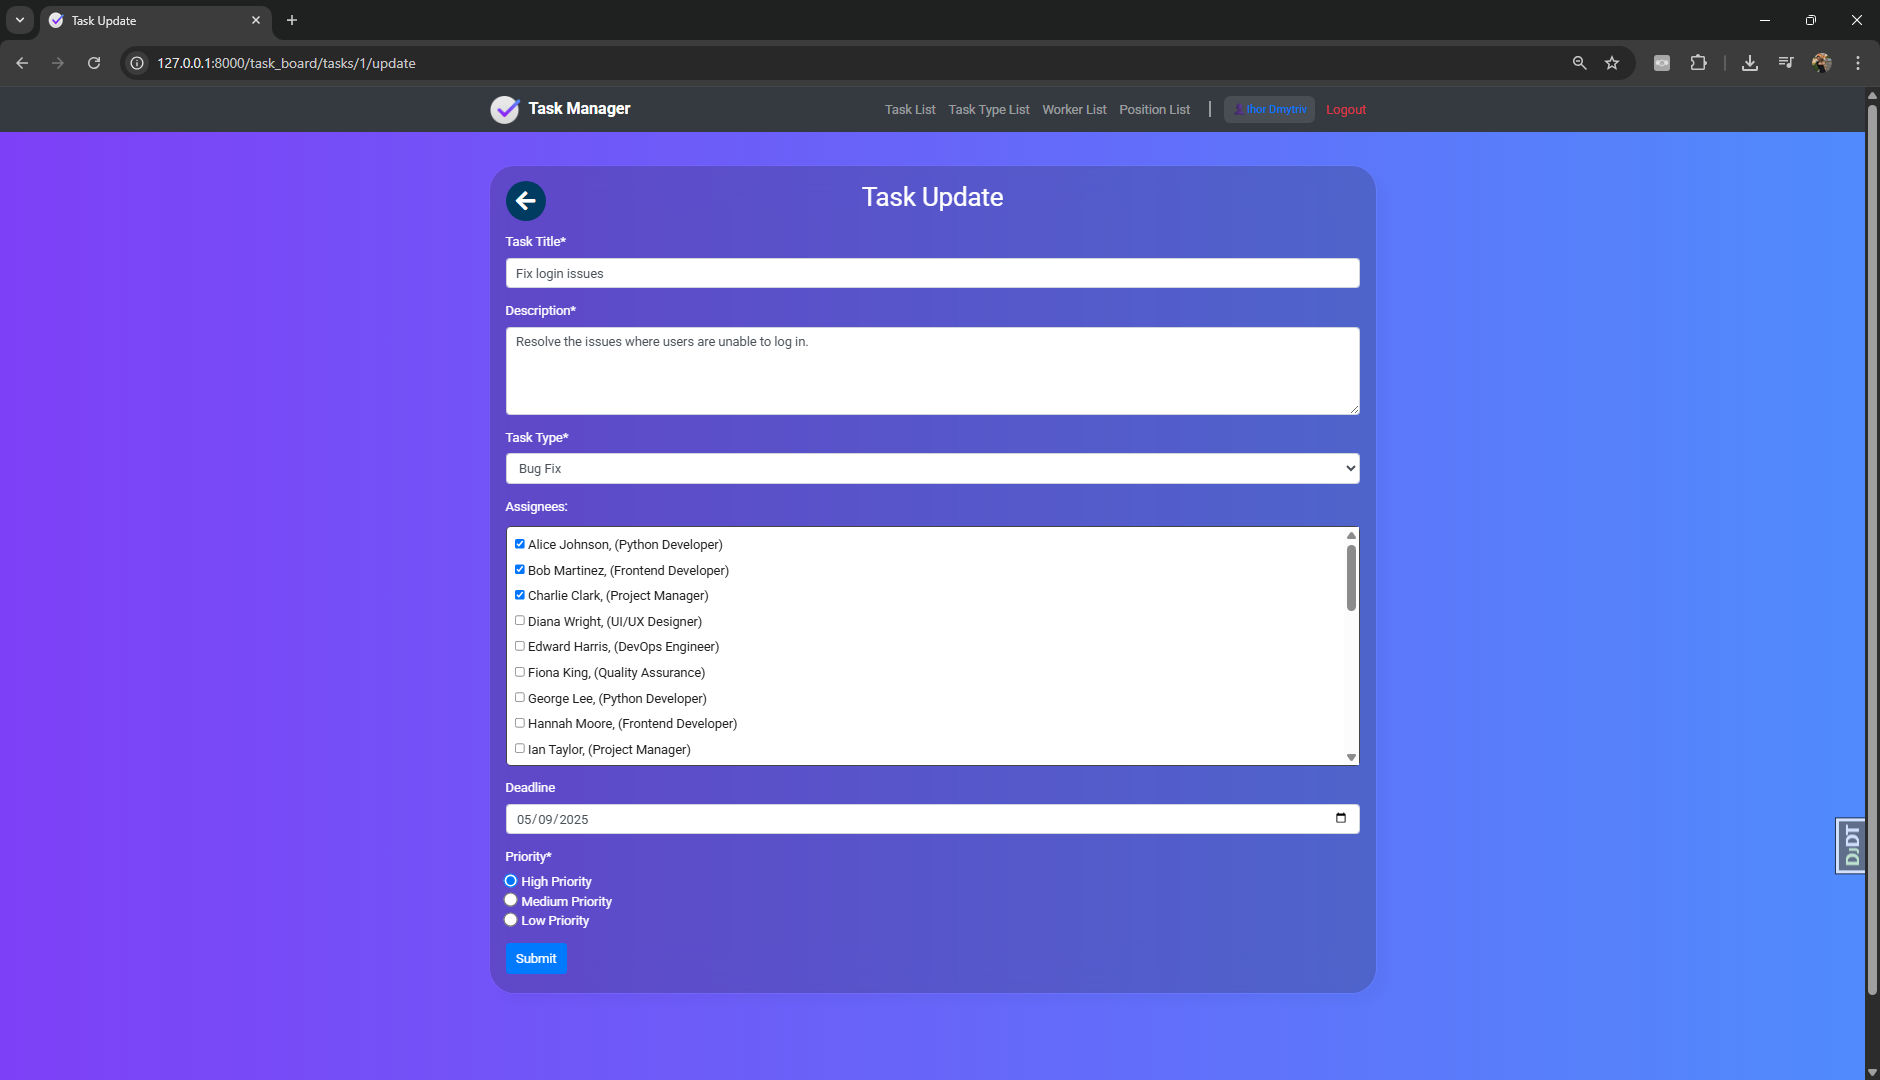 Task Update
127.0.0.1:8000/task_board/tasks/1/update
Task Manager
Task List Task Type List Worker List Position List | Ihor Dmytriv Logout
Task Update
Task Title*
Fix login issues
Description*
Resolve the issues where users are unable to log in.
Task Type*
Bug Fix
Assignees:
Alice Johnson, (Python Developer)
Bob Martinez, (Frontend Developer)
Charlie Clark, (Project Manager)
Diana Wright, (UI/UX Designer)
Edward Harris, (DevOps Engineer)
Fiona King, (Quality Assurance)
George Lee, (Python Developer)
Hannah Moore, (Frontend Developer)
Ian Taylor, (Project Manager)
Deadline
05/09/2025
DJDT
Priority*
High Priority
Medium Priority
Low Priority
Submit